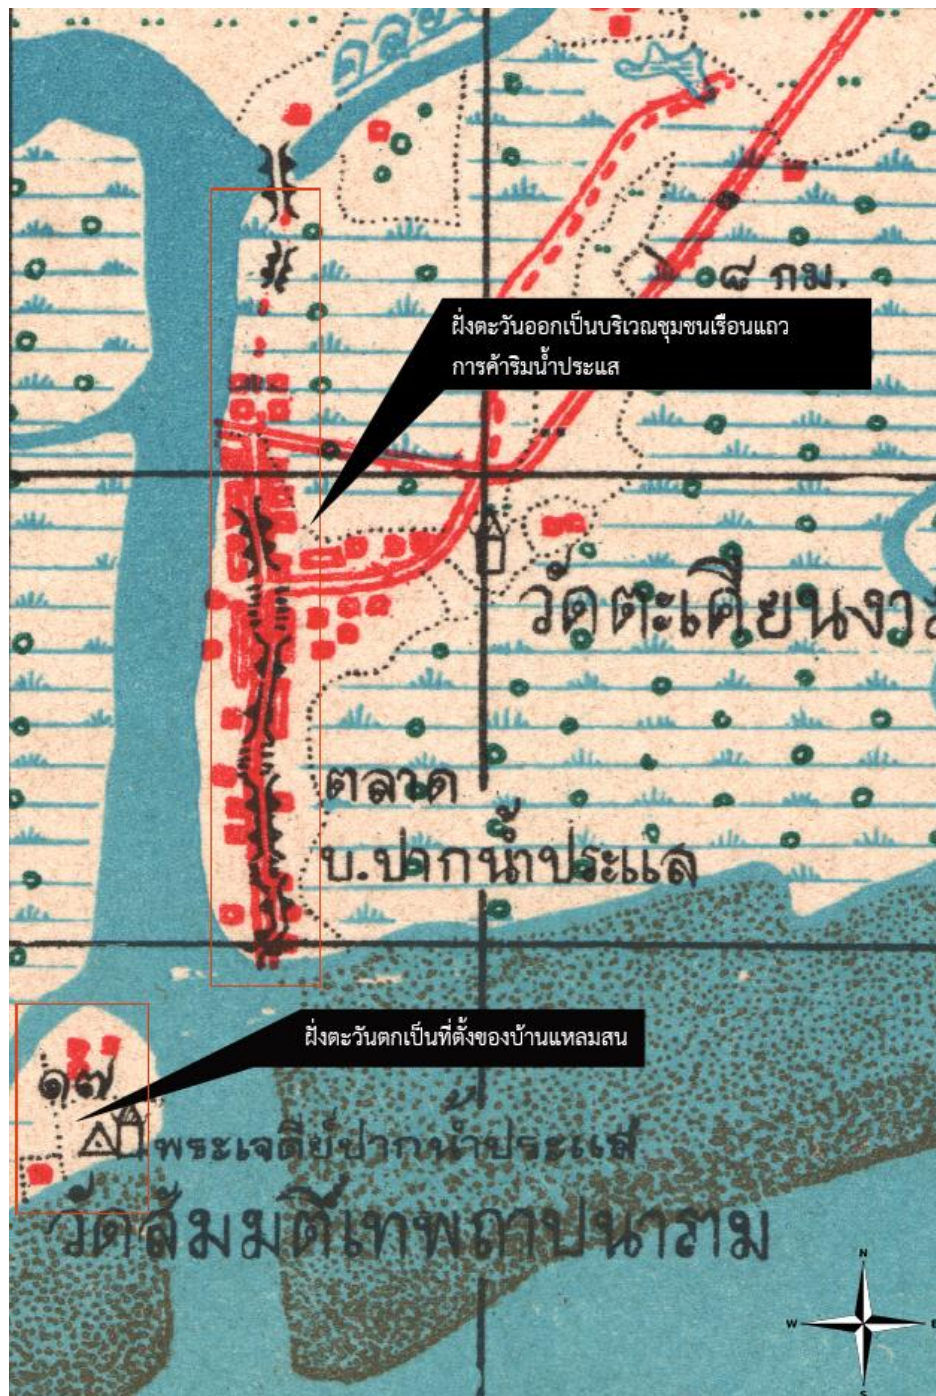 คลอง
๘ กม.
ฝั่งตะวันออกเป็นบริเวณชุมชนเรือนแถว
การค้าริมน้ำประแส
วัดตะเคียนงาม
ตลาด
บ.ปากน้ำประแส
ฝั่งตะวันตกเป็นที่ตั้งของบ้านแหลมสน
๑๗
พระเจดีย์ปากน้ำประแส
วัดสัมมติเทพถาปนาราม
N
W
E
S